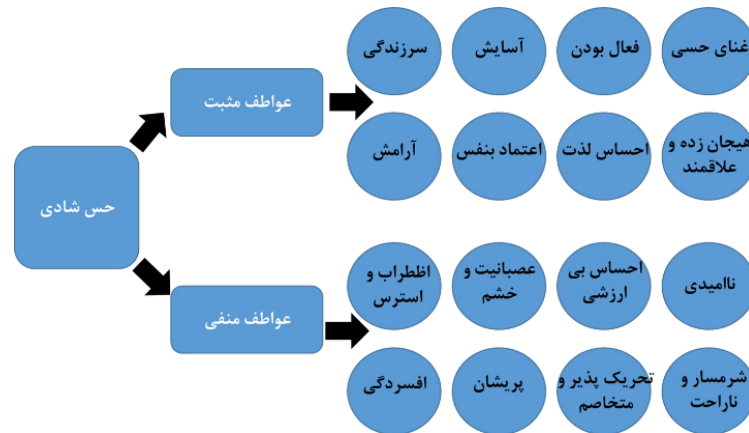 غنای حسی
فعال بودن
آسایش
سرزندگی
هیجان زده و
علاقمند
احساس لذت
اعتماد بنفس
آرامش
عواطف مثبت
حس شادی
عواطف منفی
ناامیدی
احساس بی
ارزشی
عصبانیت و
خشم
اظطراب و
استرس
شرمسار و
ناراحت
تحریک پذیر و
متخاصم
پریشان
افسردگی